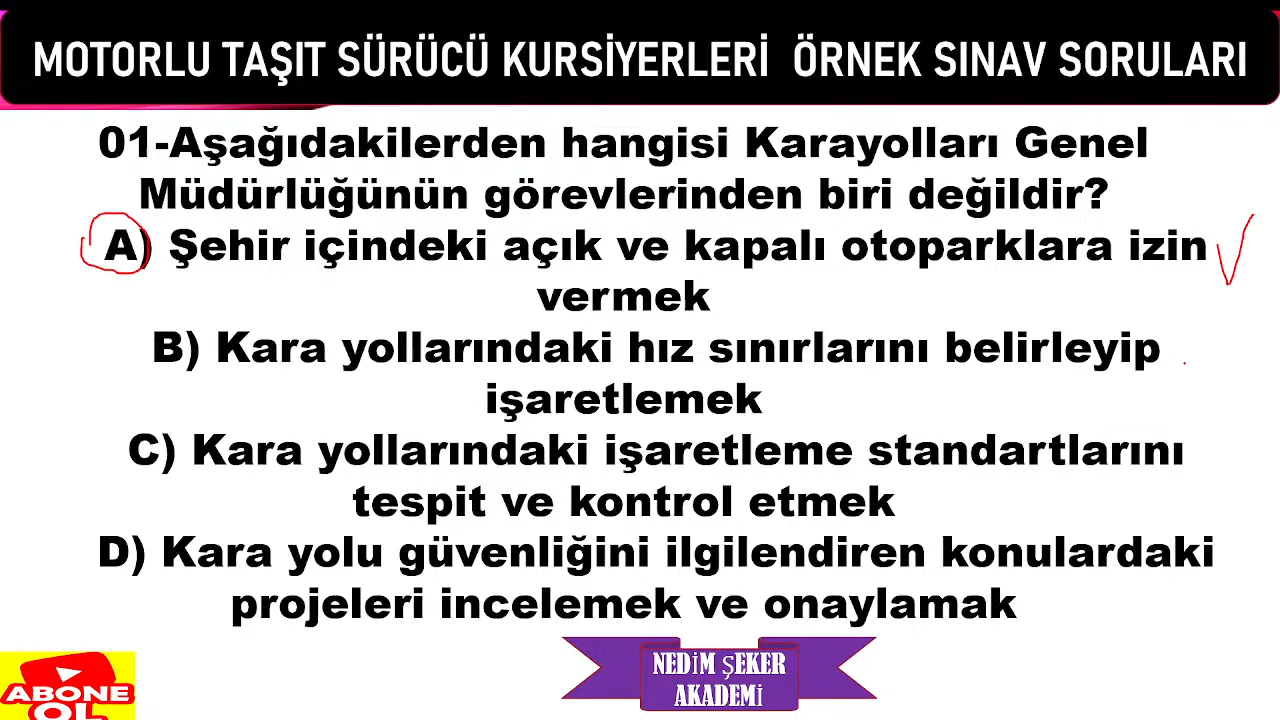 MOTORLU TAŞIT SÜRÜCÜ KURSİYERLERİ ÖRNEK SINAV SORULARI
01-Aşağıdakilerden hangisi Karayolları Genel
Müdürlüğünün görevlerinden biri değildir?
A) Şehir içindeki açık ve kapalı otoparklara izin
vermek
B) Kara yollarındaki hız sınırlarını belirleyip
işaretlemek
C) Kara yollarındaki işaretleme standartlarını
tespit ve kontrol etmek
D) Kara yolu güvenliğini ilgilendiren konulardaki
projeleri incelemek ve onaylamak
NEDİM ŞEKER
AKADEMİ
ABONE
OL